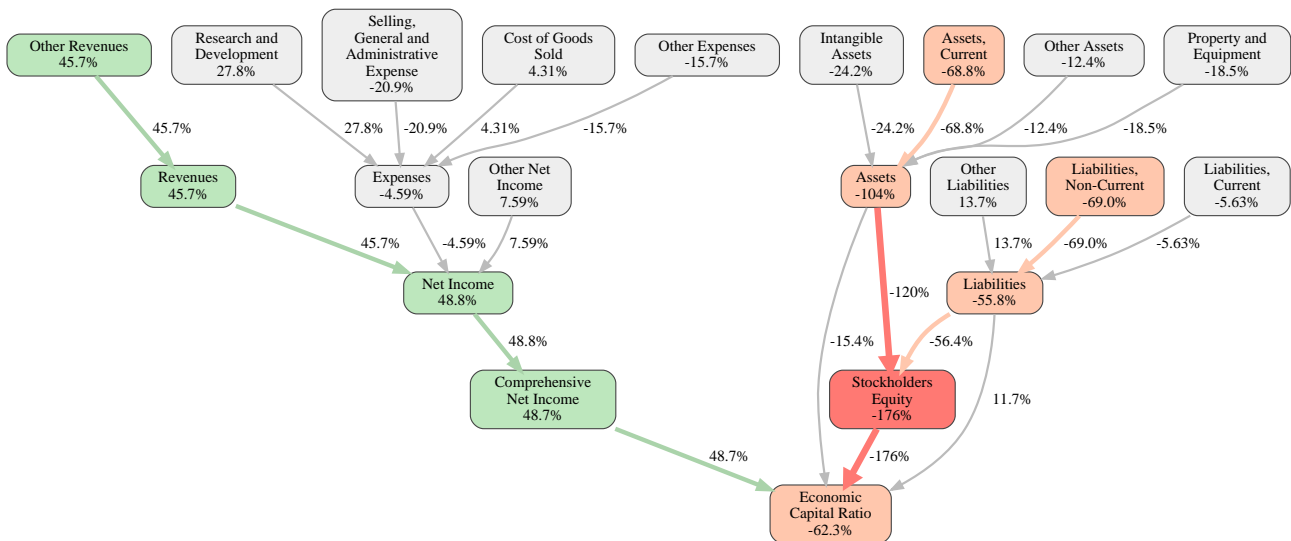 Other Revenues
45.7%
Research and
Development
27.8%
Selling,
General and
Administrative
Expense
-20.9%
Cost of Goods
Sold
4.31%
Other Expenses
-15.7%
Intangible
Assets
-24.2%
Assets,
Current
-68.8%
Other Assets
-12.4%
Property and
Equipment
-18.5%
45.7%
27.8%
-20.9%
4.31%
-15.7%
-24.2%
-68.8%
-12.4%
-18.5%
Revenues
45.7%
Expenses
-4.59%
Other Net
Income
7.59%
Assets
-104%
Other
Liabilities
13.7%
Liabilities,
Non-Current
-69.0%
Liabilities,
Current
-5.63%
45.7%
-4.59%
7.59%
13.7%
-69.0%
-5.63%
Net Income
48.8%
-120%
Liabilities
-55.8%
48.8%
-15.4%
-56.4%
Comprehensive
Net Income
48.7%
Stockholders
Equity
-176%
11.7%
48.7%
-176%
Economic
Capital Ratio
-62.3%